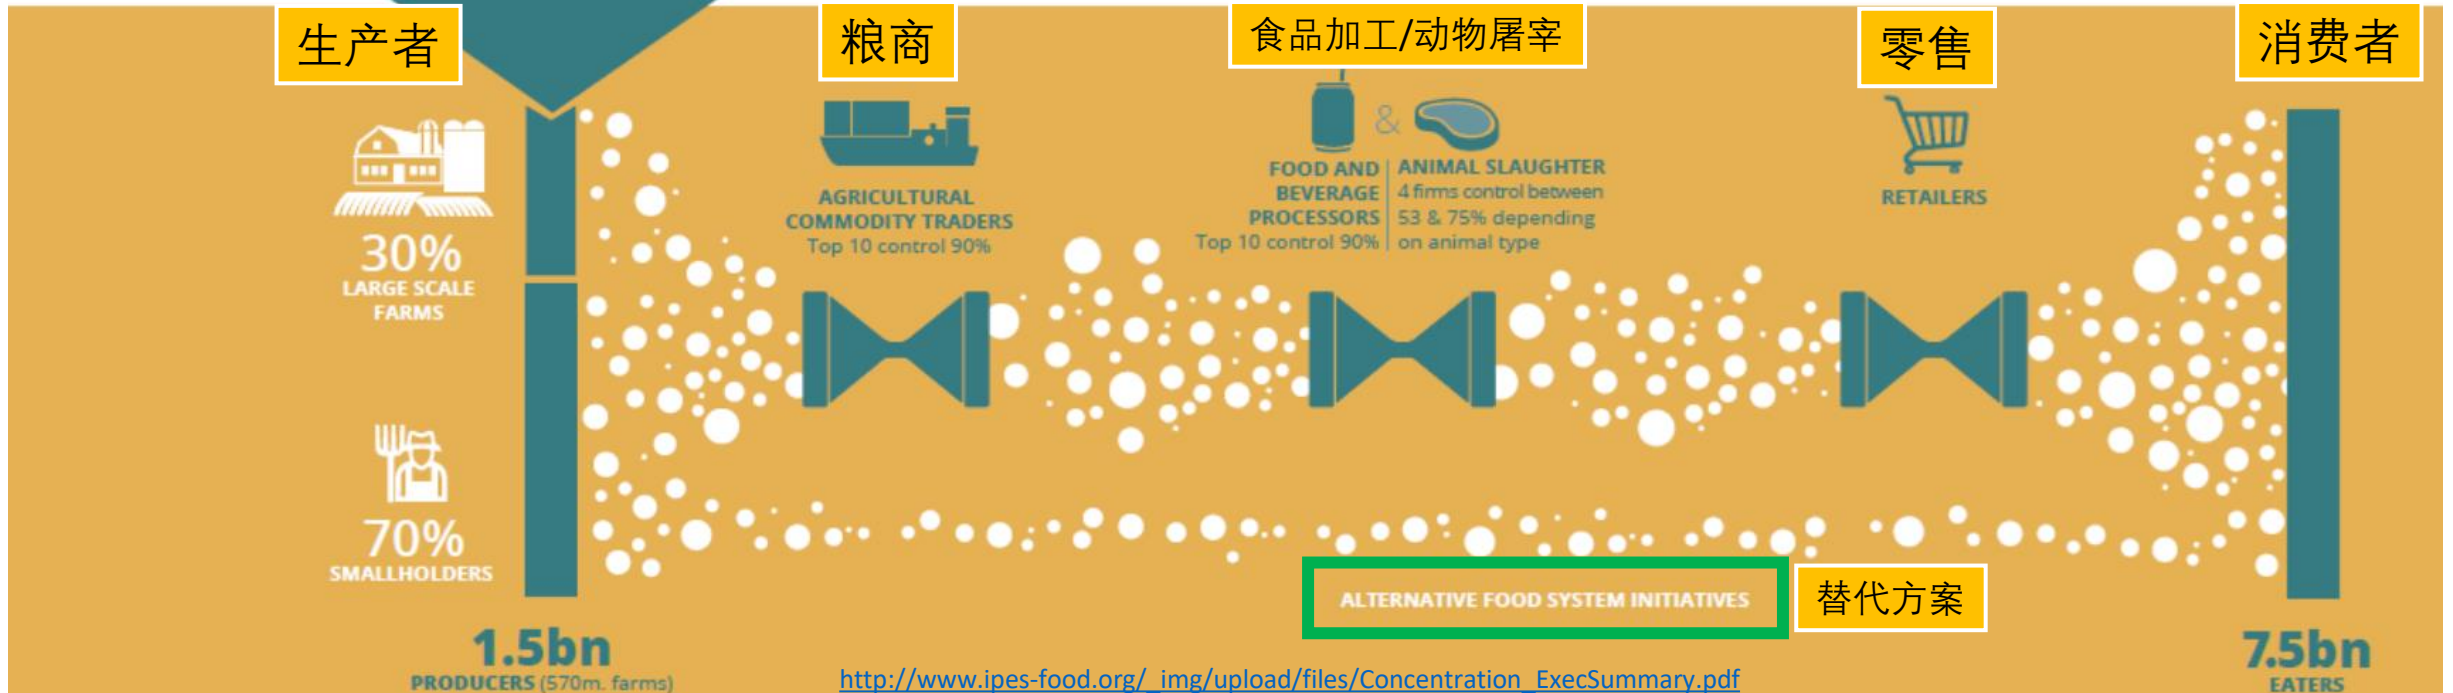 生产者
粮商
食品加工/动物屠宰
零售
消费者
30%
LARGE SCALE
FARMS
70%
SMALLHOLDERS
1.5bn
PRODUCERS (570m. farms)
AGRICULTURAL
COMMODITY TRADERS
Top 10 control 90%
&
FOOD AND
BEVERAGE
PROCESSORS
Top 10 control 90%
ANIMAL SLAUGHTER
4 firms control between
53 & 75% depending
on animal type
RETAILERS
ALTERNATIVE FOOD SYSTEM INITIATIVES
替代方案
7.5bn
EATERS
http://www.ipes-food.org/_img/upload/files/Concentration_ExecSummary.pdf